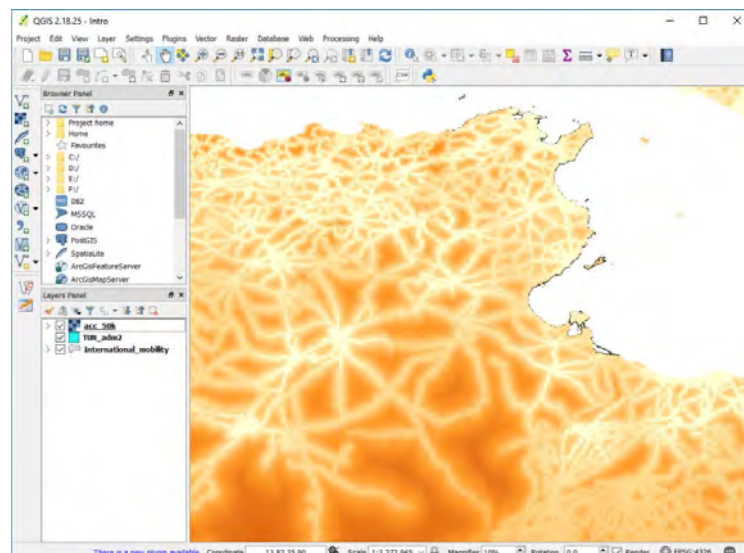 QGIS 2.18.25 - Intro
Project Edit View Layer Settings Plugins Vector Raster Database Web Processing Help
Browser Panel
Project home
Home
Favourites
C:/
D:/
E:/
F:/
DB2
MSSQL
Oracle
PostGIS
SpatiaLite
ArcGisFeatureServer
ArcGisMapServer
Layers Panel
acc_50k
TUN_adm2
International_mobility
There is a new plugin available Coordinate Scale Magnifier Rotation 0.0 Render EPSG:4326